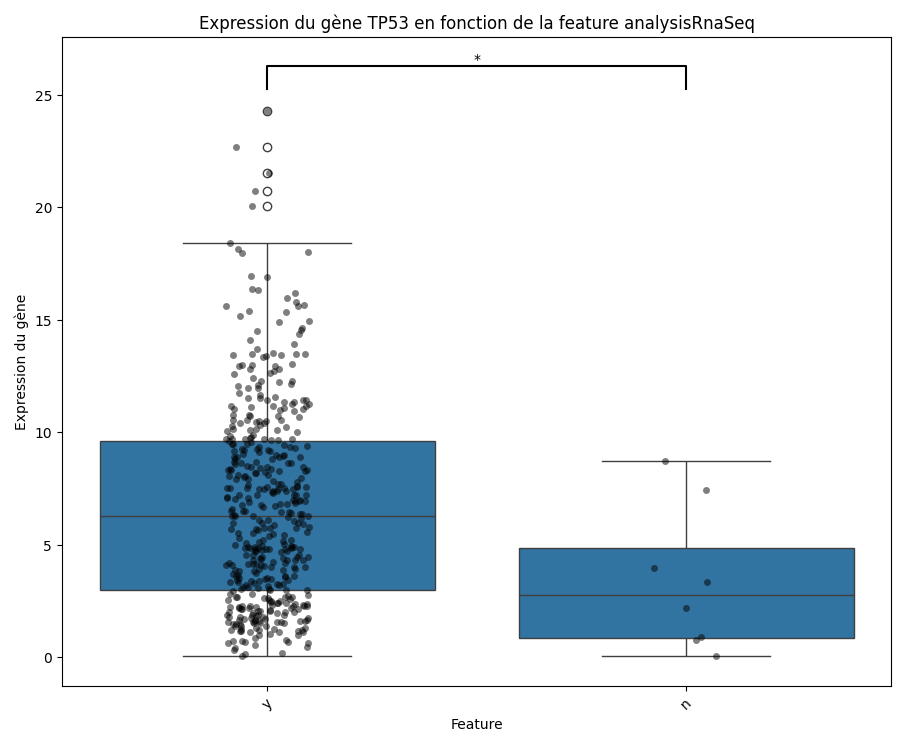 Expression du gène TP53 en fonction de la feature analysisRnaSeq
*
25
20
15
10
5
0
Expression du gène
y
n
Feature